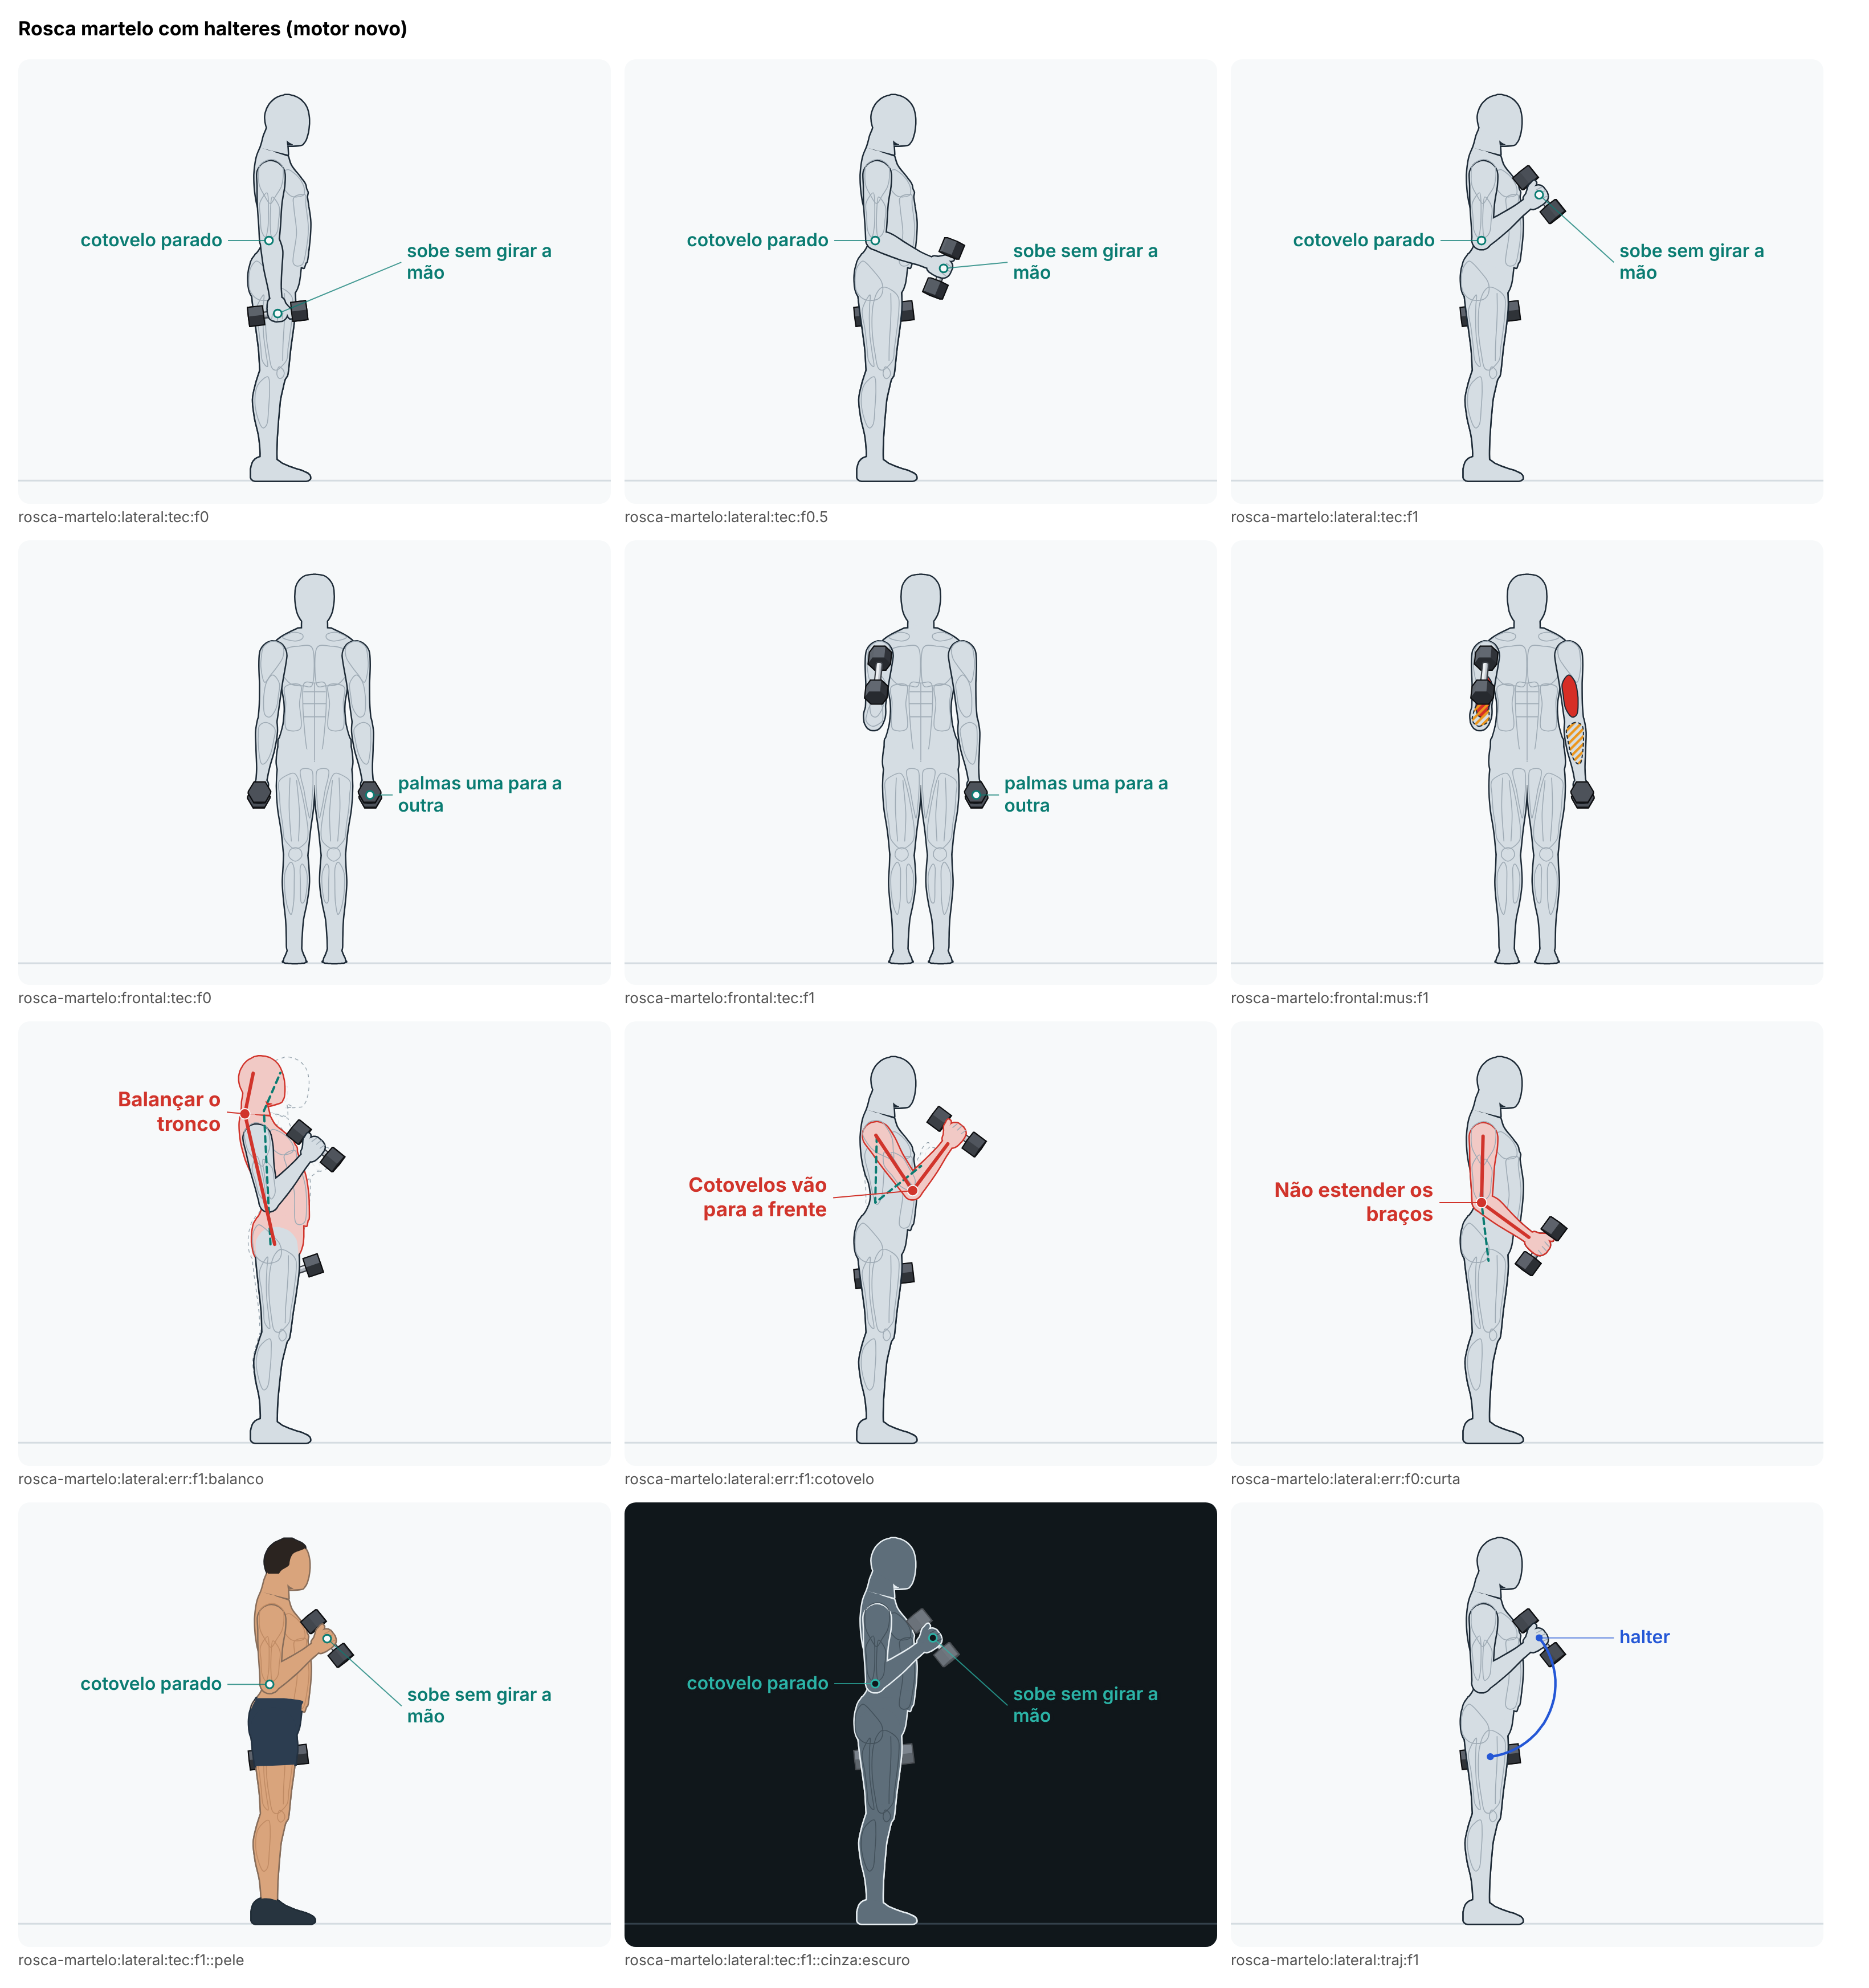 Rosca martelo com halteres (motor novo)
cotovelo parado
sobe sem girar a
mão
cotovelo parado
sobe sem girar a
mão
cotovelo parado
sobe sem girar a
mão
rosca-martelo:lateral:tec:f0
rosca-martelo:lateral:tec:f0.5
rosca-martelo:lateral:tec:f1
palmas uma para a
outra
palmas uma para a
outra
rosca-martelo:frontal:tec:f0
rosca-martelo:frontal:tec:f1
rosca-martelo:frontal:mus:f1
Balançar o
tronco
Cotovelos vão
para a frente
Não estender os
braços
rosca-martelo:lateral:err:f1:balanco
rosca-martelo:lateral:err:f1:cotovelo
rosca-martelo:lateral:err:f0:curta
cotovelo parado
sobe sem girar a
mão
cotovelo parado
sobe sem girar a
mão
halter
rosca-martelo:lateral:tec:f1::pele
rosca-martelo:lateral:tec:f1::cinza:escuro
rosca-martelo:lateral:traj:f1